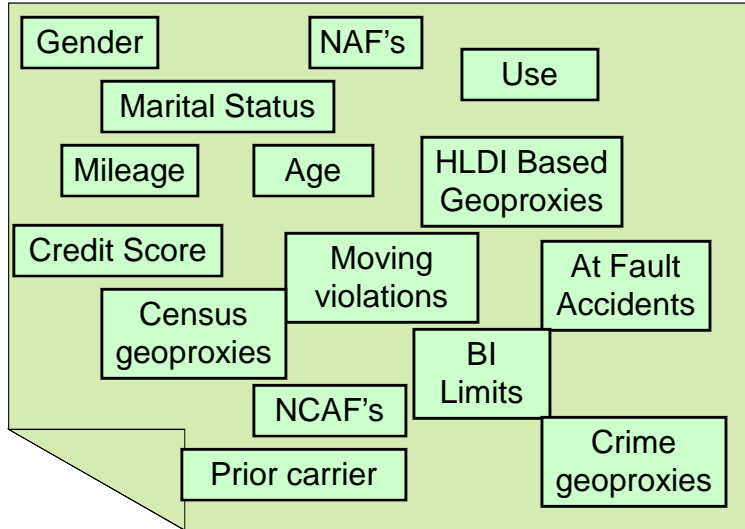 Gender
NAF's
Use
Marital Status
Mileage
Age
HLDI Based
Geoproxies
Credit Score
Moving
violations
At Fault
Accidents
Census
geoproxies
BI
Limits
NCAF's
Crime
geoproxies
Prior carrier